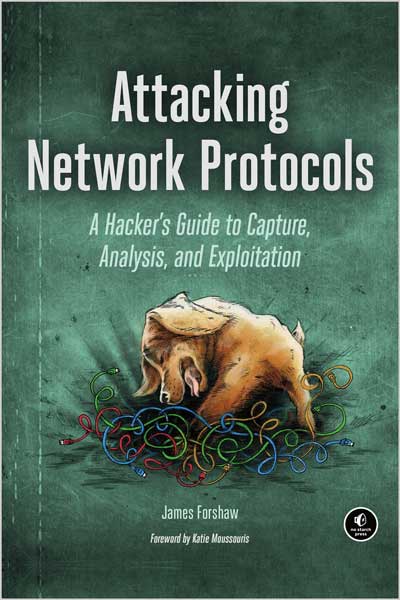 Attacking
Network Protocols
A Hacker's Guide to Capture,
Analysis, and Exploitation
James Forshaw
Foreword by Katie Moussouris
no starch
press